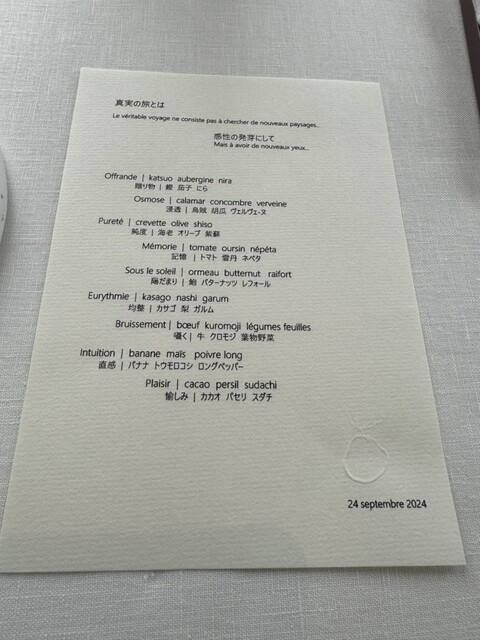 真実の旅とは
Le véritable voyage ne consiste pas à chercher de nouveaux paysages...
感性の発芽にして
Mais à avoir de nouveaux yeux...
Offrande | katsuo aubergine nira
贈り物 | 鰹 茄子 にら
Osmose | calamar concombre verveine
浸透 | 烏賊 胡瓜 ヴェルヴェーヌ
Pureté | crevette olive shiso
純度 | 海老 オリーブ 紫蘇
Mémorie | tomate oursin népéta
記憶 | トマト 雲丹 ネペタ
Sous le soleil | ormeau butternut raifort
陽だまり | 鮑 バターナッツ レフォール
Eurythmie | kasago nashi garum
均整 | カサゴ 梨 ガルム
Bruissement | bœuf kuromoji légumes feuilles
囁く | 牛 クロモジ 葉物野菜
Intuition | banane maïs poivre long
直感 | バナナ トウモロコシ ロングペッパー
Plaisir | cacao persil sudachi
愉しみ | カカオ パセリ スダチ
24 septembre 2024